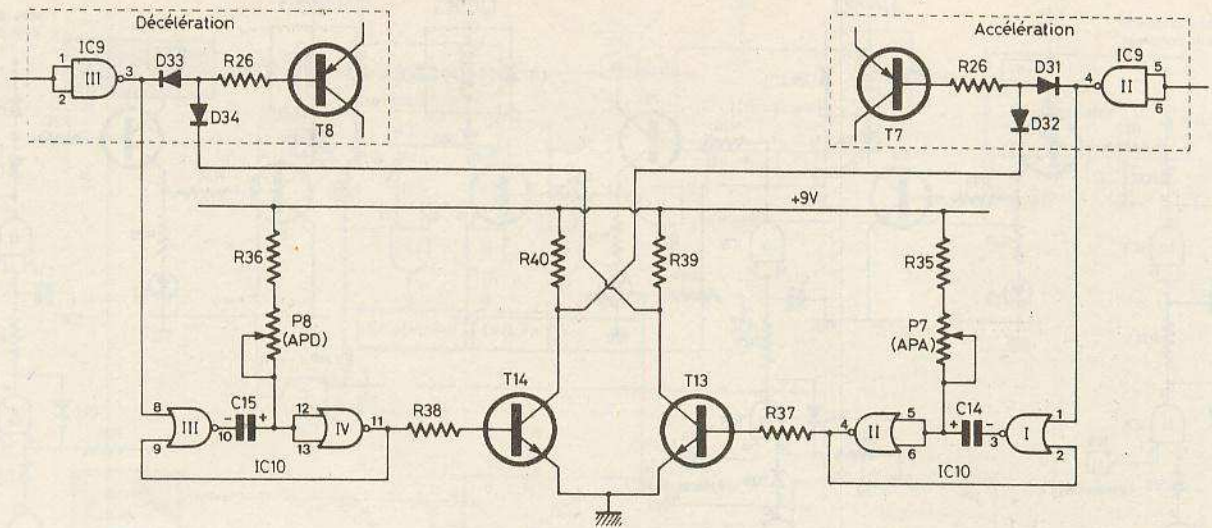 Décélération
1
2
IC9
III
3
D33
R26
D34
T8
Accélération
T7
R26
D31
D32
4
IC9
II
5
6
+9V
R36
P8
(APD)
R40
R39
R35
P7
(APA)
8
9
III
10
-
C15
+
12
13
IV
11
IC10
R38
T14
T13
R37
4
II
5
6
+
C14
-
3
I
1
2
IC10